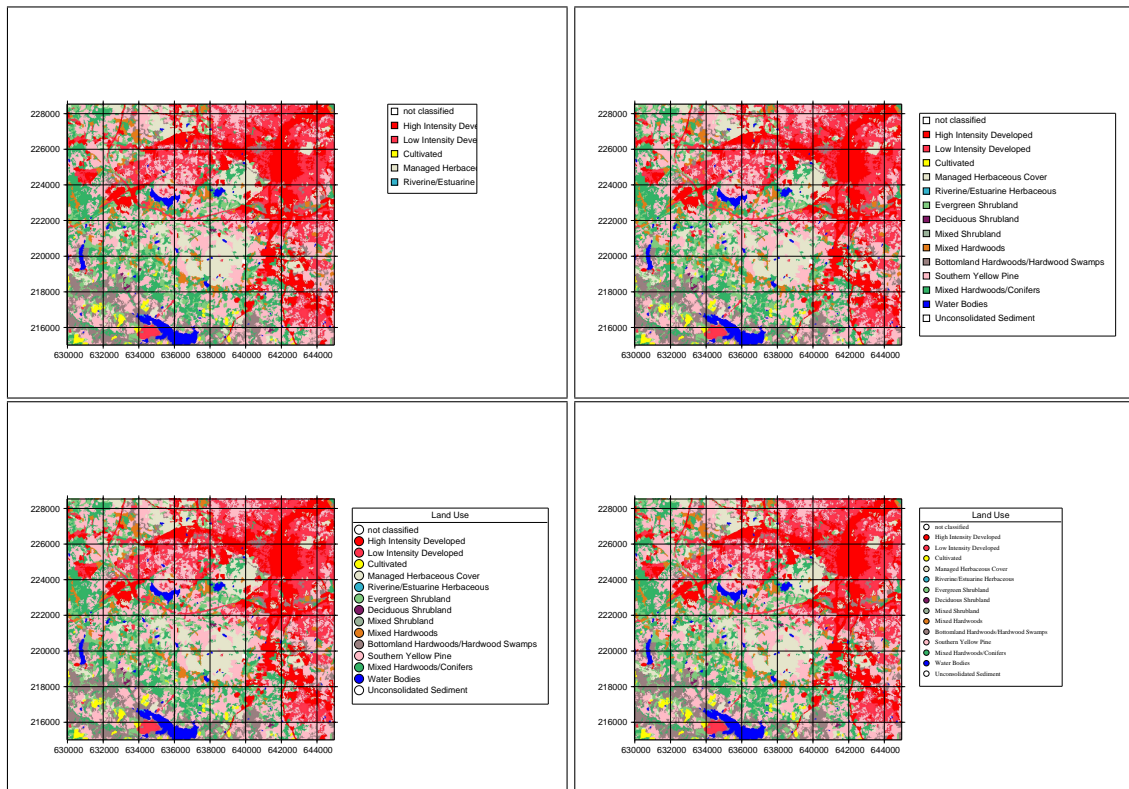 228000
226000
224000
222000
220000
218000
216000
630000 632000 634000 636000 638000 640000 642000 644000
not classified
High Intensity Deve
Low Intensity Deve
Cultivated
Managed Herbaced
Riverine/Estuarine
228000
226000
224000
222000
220000
218000
216000
630000 632000 634000 636000 638000 640000 642000 644000
not classified
High Intensity Developed
Low Intensity Developed
Cultivated
Managed Herbaceous Cover
Riverine/Estuarine Herbaceous
Evergreen Shrubland
Deciduous Shrubland
Mixed Shrubland
Mixed Hardwoods
Bottomland Hardwoods/Hardwood Swamps
Southern Yellow Pine
Mixed Hardwoods/Conifers
Water Bodies
Unconsolidated Sediment
228000
226000
224000
222000
220000
218000
216000
630000 632000 634000 636000 638000 640000 642000 644000
Land Use
not classified
High Intensity Developed
Low Intensity Developed
Cultivated
Managed Herbaceous Cover
Riverine/Estuarine Herbaceous
Evergreen Shrubland
Deciduous Shrubland
Mixed Shrubland
Mixed Hardwoods
Bottomland Hardwoods/Hardwood Swamps
Southern Yellow Pine
Mixed Hardwoods/Conifers
Water Bodies
Unconsolidated Sediment
228000
226000
224000
222000
220000
218000
216000
630000 632000 634000 636000 638000 640000 642000 644000
Land Use
not classified
High Intensity Developed
Low Intensity Developed
Cultivated
Managed Herbaceous Cover
Riverine/Estuarine Herbaceous
Evergreen Shrubland
Deciduous Shrubland
Mixed Shrubland
Mixed Hardwoods
Bottomland Hardwoods/Hardwood Swamps
Southern Yellow Pine
Mixed Hardwoods/Conifers
Water Bodies
Unconsolidated Sediment